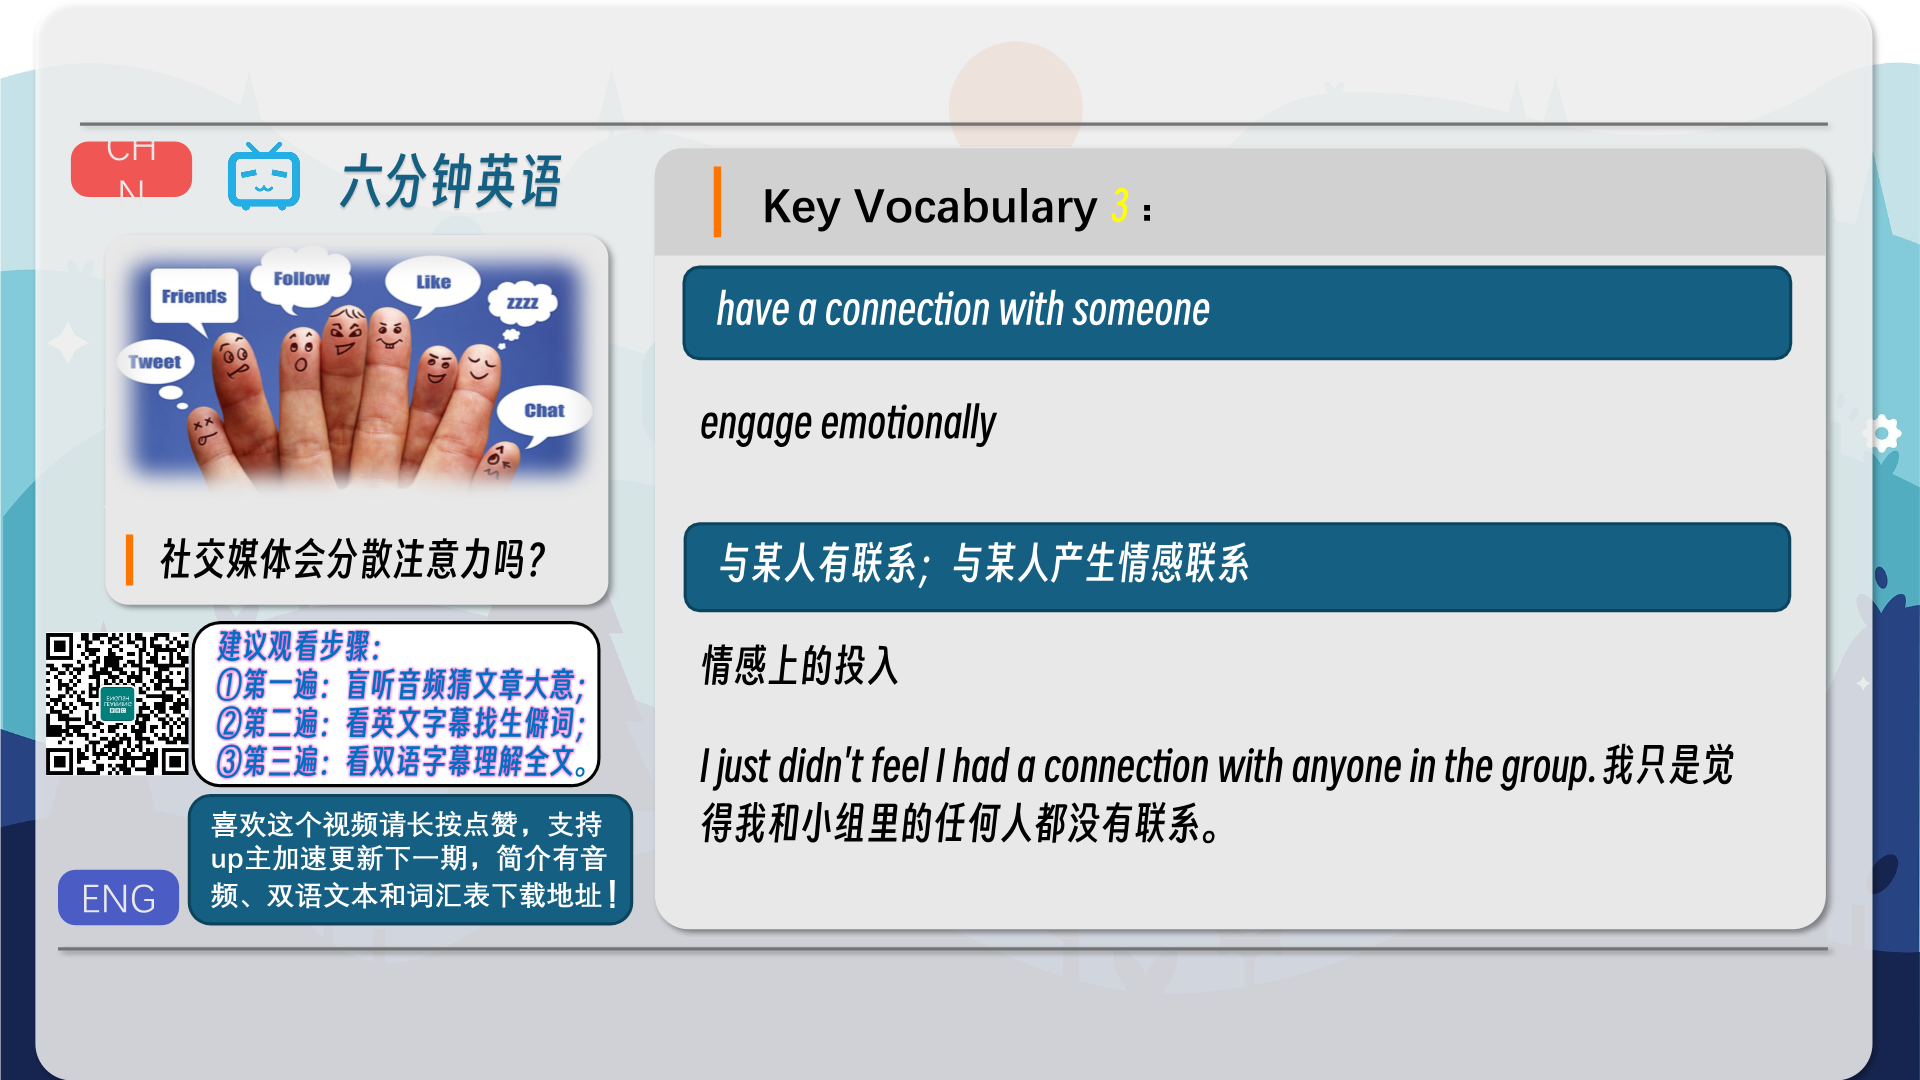 CH
N
六分钟英语
Friends
Follow
Like
zzzz
Tweet
Chat
社交媒体会分散注意力吗？
建议观看步骤：
①第一遍：盲听音频猜文章大意；
②第二遍：看英文字幕找生僻词；
③第三遍：看双语字幕理解全文。
喜欢这个视频请长按点赞，支持
up主加速更新下一期，简介有音
频、双语文本和词汇表下载地址！
ENG
Key Vocabulary 3：
have a connection with someone
engage emotionally
与某人有联系；与某人产生情感联系
情感上的投入
I just didn't feel I had a connection with anyone in the group. 我只是觉
得我和小组里的任何人都没有联系。